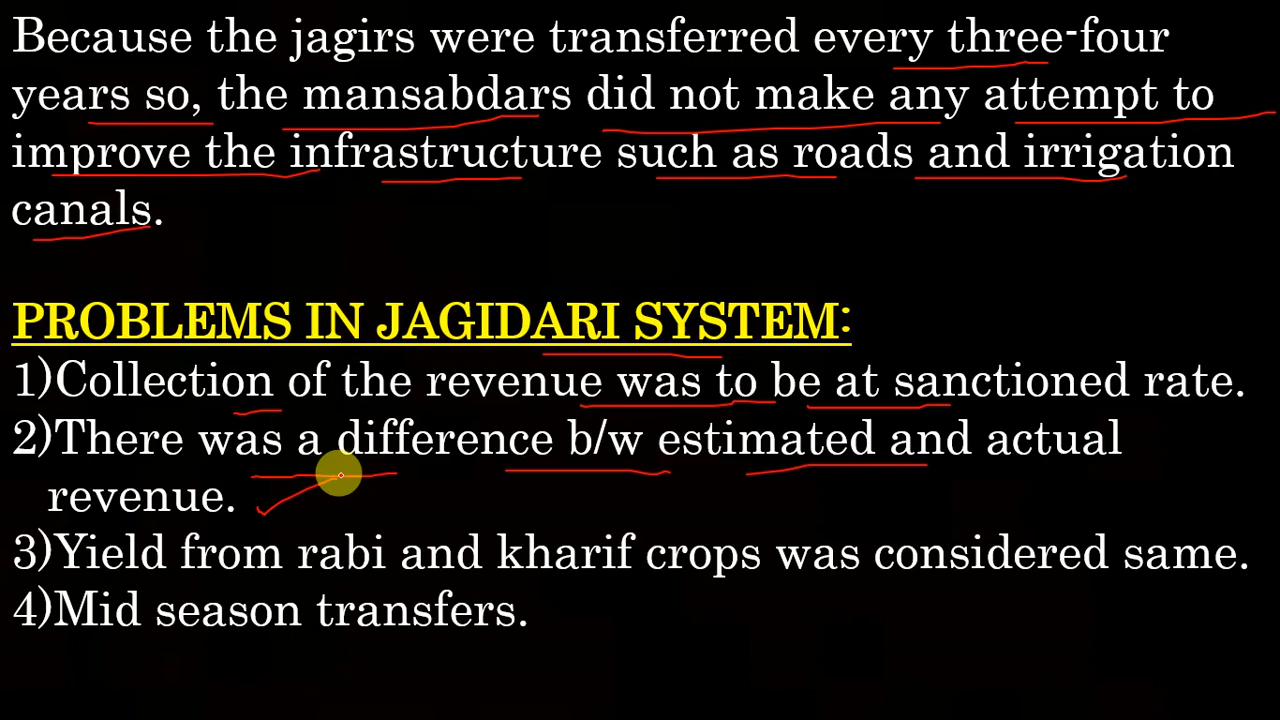 Because the jagirs were transferred every three-four
years so, the mansabdars did not make any attempt to
improve the infrastructure such as roads and irrigation
canals.
PROBLEMS IN JAGIDARI SYSTEM:
1)Collection of the revenue was to be at sanctioned rate.
2)There was a difference b/w estimated and actual
revenue.
3)Yield from rabi and kharif crops was considered same.
4)Mid season transfers.